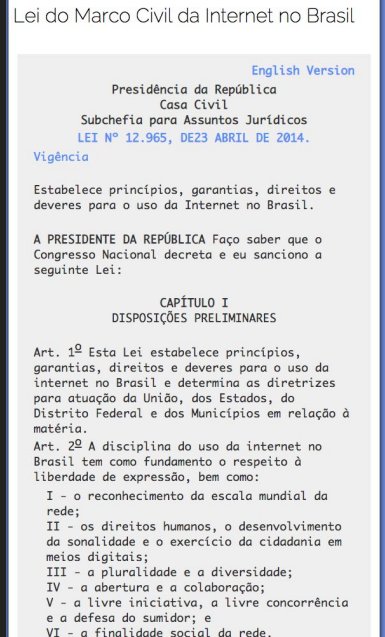 Lei do Marco Civil da Internet no Brasil
English Version
Presidência da República
Casa Civil
Subchefia para Assuntos Jurídicos
LEI Nº 12.965, DE23 ABRIL DE 2014.
Vigência
Estabelece princípios, garantias, direitos e
deveres para o uso da Internet no Brasil.
A PRESIDENTE DA REPÚBLICA Faço saber que o
Congresso Nacional decreta e eu sanciono a
seguinte Lei:
CAPÍTULO I
DISPOSIÇÕES PRELIMINARES
Art. 1º Esta Lei estabelece princípios,
garantias, direitos e deveres para o uso da
internet no Brasil e determina as diretrizes
para atuação da União, dos Estados, do
Distrito Federal e dos Municípios em relação à
matéria.
Art. 2º A disciplina do uso da internet no
Brasil tem como fundamento o respeito à
liberdade de expressão, bem como:
I - o reconhecimento da escala mundial da
rede;
II - os direitos humanos, o desenvolvimento
da sonalidade e o exercício da cidadania em
meios digitais;
III - a pluralidade e a diversidade;
IV - a abertura e a colaboração;
V - a livre iniciativa, a livre concorrência
e a defesa do sumidor; e
VI - a finalidade social da rede.